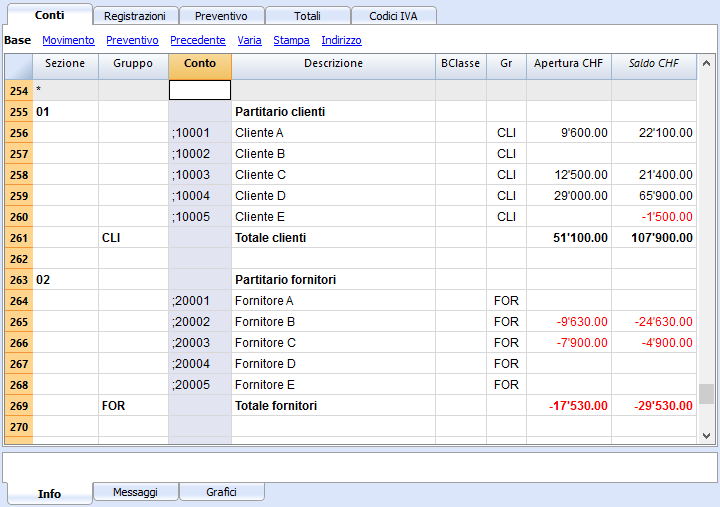 Conti Registrazioni Preventivo Totali Codici IVA
Base Movimento Preventivo Precedente Varia Stampa Indirizzo
Sezione Gruppo Conto Descrizione BClasse Gr Apertura CHF Saldo CHF
254 *
255 01 Partitario clienti
256 ;10001 Cliente A CLI 9'600.00 22'100.00
257 ;10002 Cliente B CLI
258 ;10003 Cliente C CLI 12'500.00 21'400.00
259 ;10004 Cliente D CLI 29'000.00 65'900.00
260 ;10005 Cliente E CLI -1'500.00
261 CLI Totale clienti 51'100.00 107'900.00
262
263 02 Partitario fornitori
264 ;20001 Fornitore A FOR
265 ;20002 Fornitore B FOR -9'630.00 -24'630.00
266 ;20003 Fornitore C FOR -7'900.00 -4'900.00
267 ;20004 Fornitore D FOR
268 ;20005 Fornitore E FOR
269 FOR Totale fornitori -17'530.00 -29'530.00
270
Info Messaggi Grafici